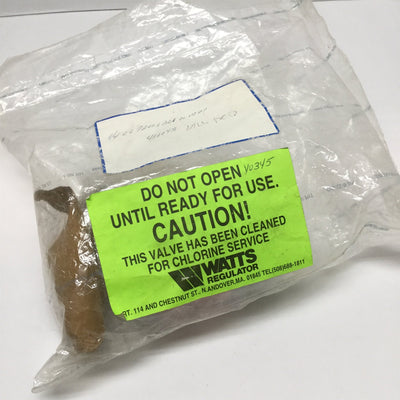 DO NOT OPEN 40345
UNTIL READY FOR USE.
CAUTION!
THIS VALVE HAS BEEN CLEANED
FOR CHLORINE SERVICE
WATTS
REGULATOR
RT. 114 AND CHESTNUT ST., N.ANDOVER,MA. 01845 TEL(508)688-1811